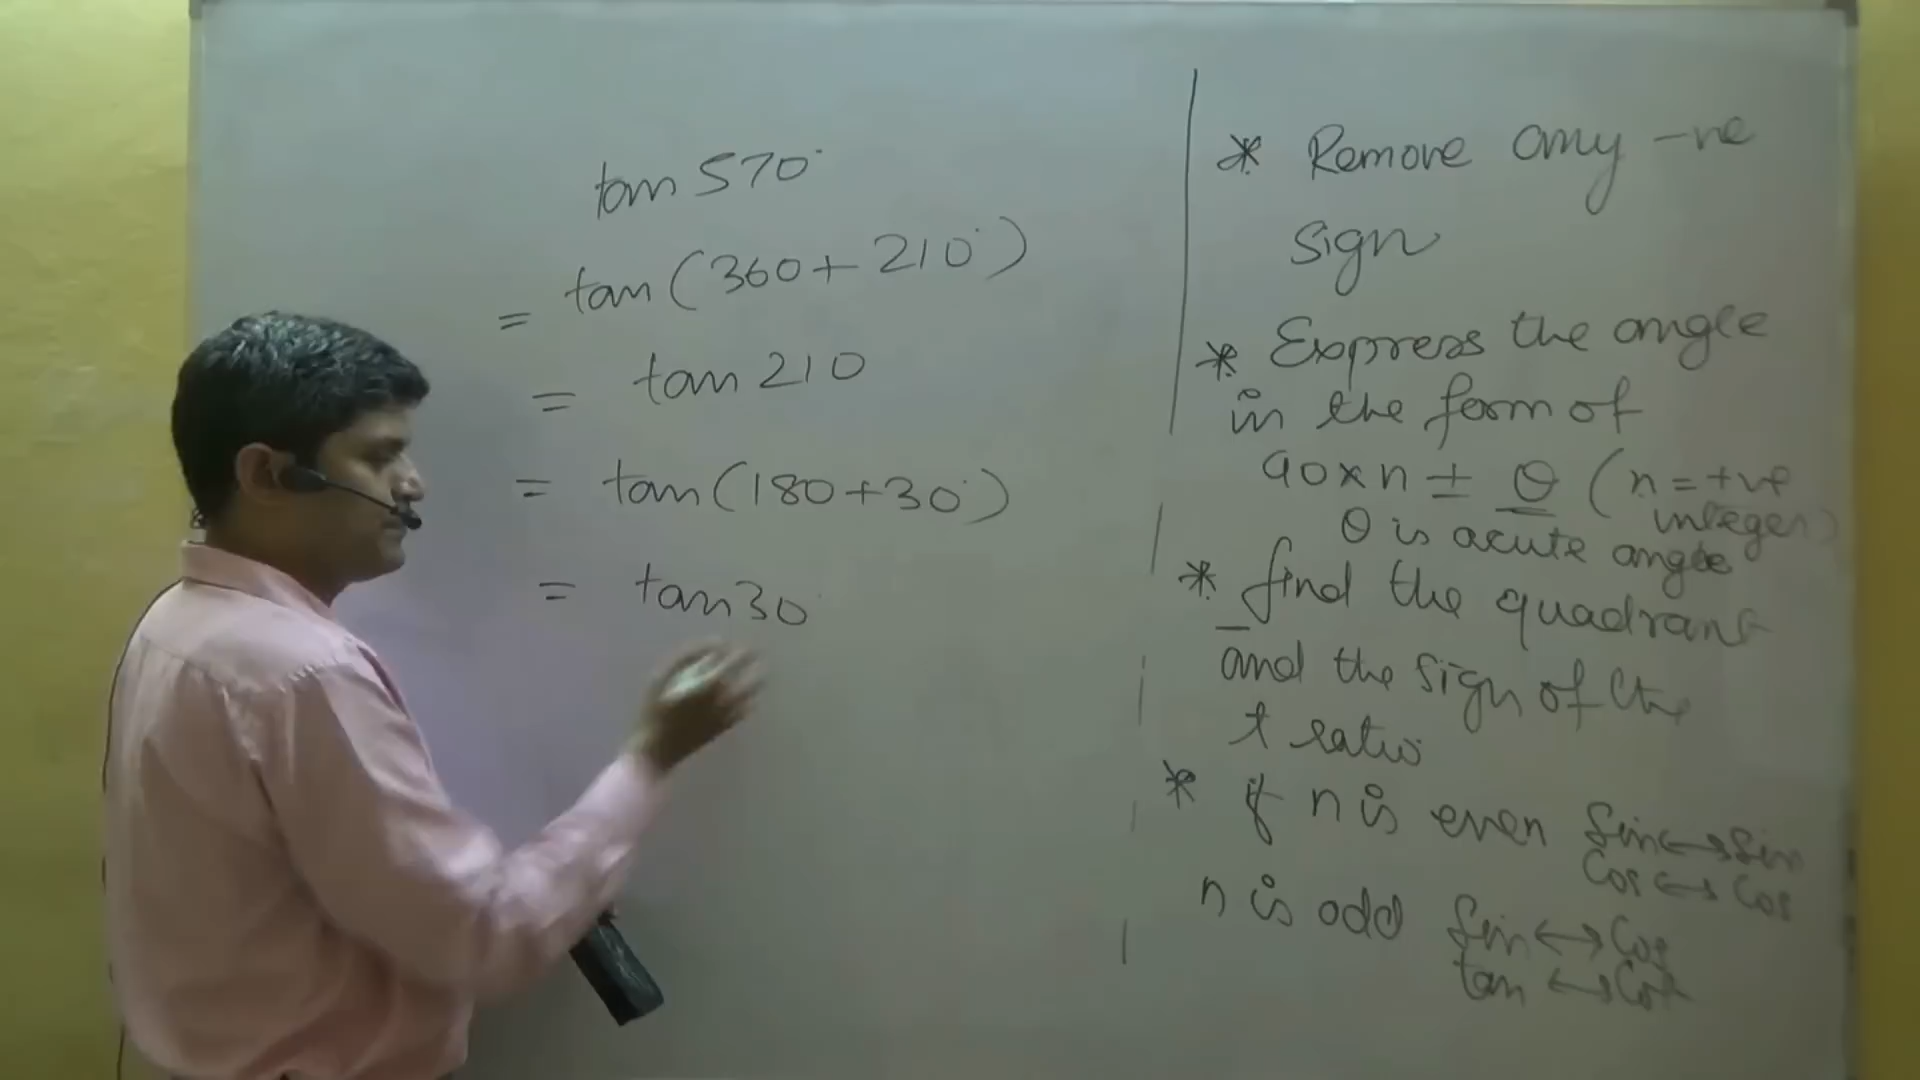 tan 570°
= tan (360 + 210°)
= tan 210
= tan (180 + 30°)
= tan 30
* Remove any -ve
sign
* Express the angle
in the form of
90 x n ± θ (n = +ve
integer)
θ is acute angle
* find the quadrant
and the sign of the
t ratio
* if n is even Sin ↔ Sin
Cos ↔ Cos
n is odd Sin ↔ Cos
tan ↔ Cot